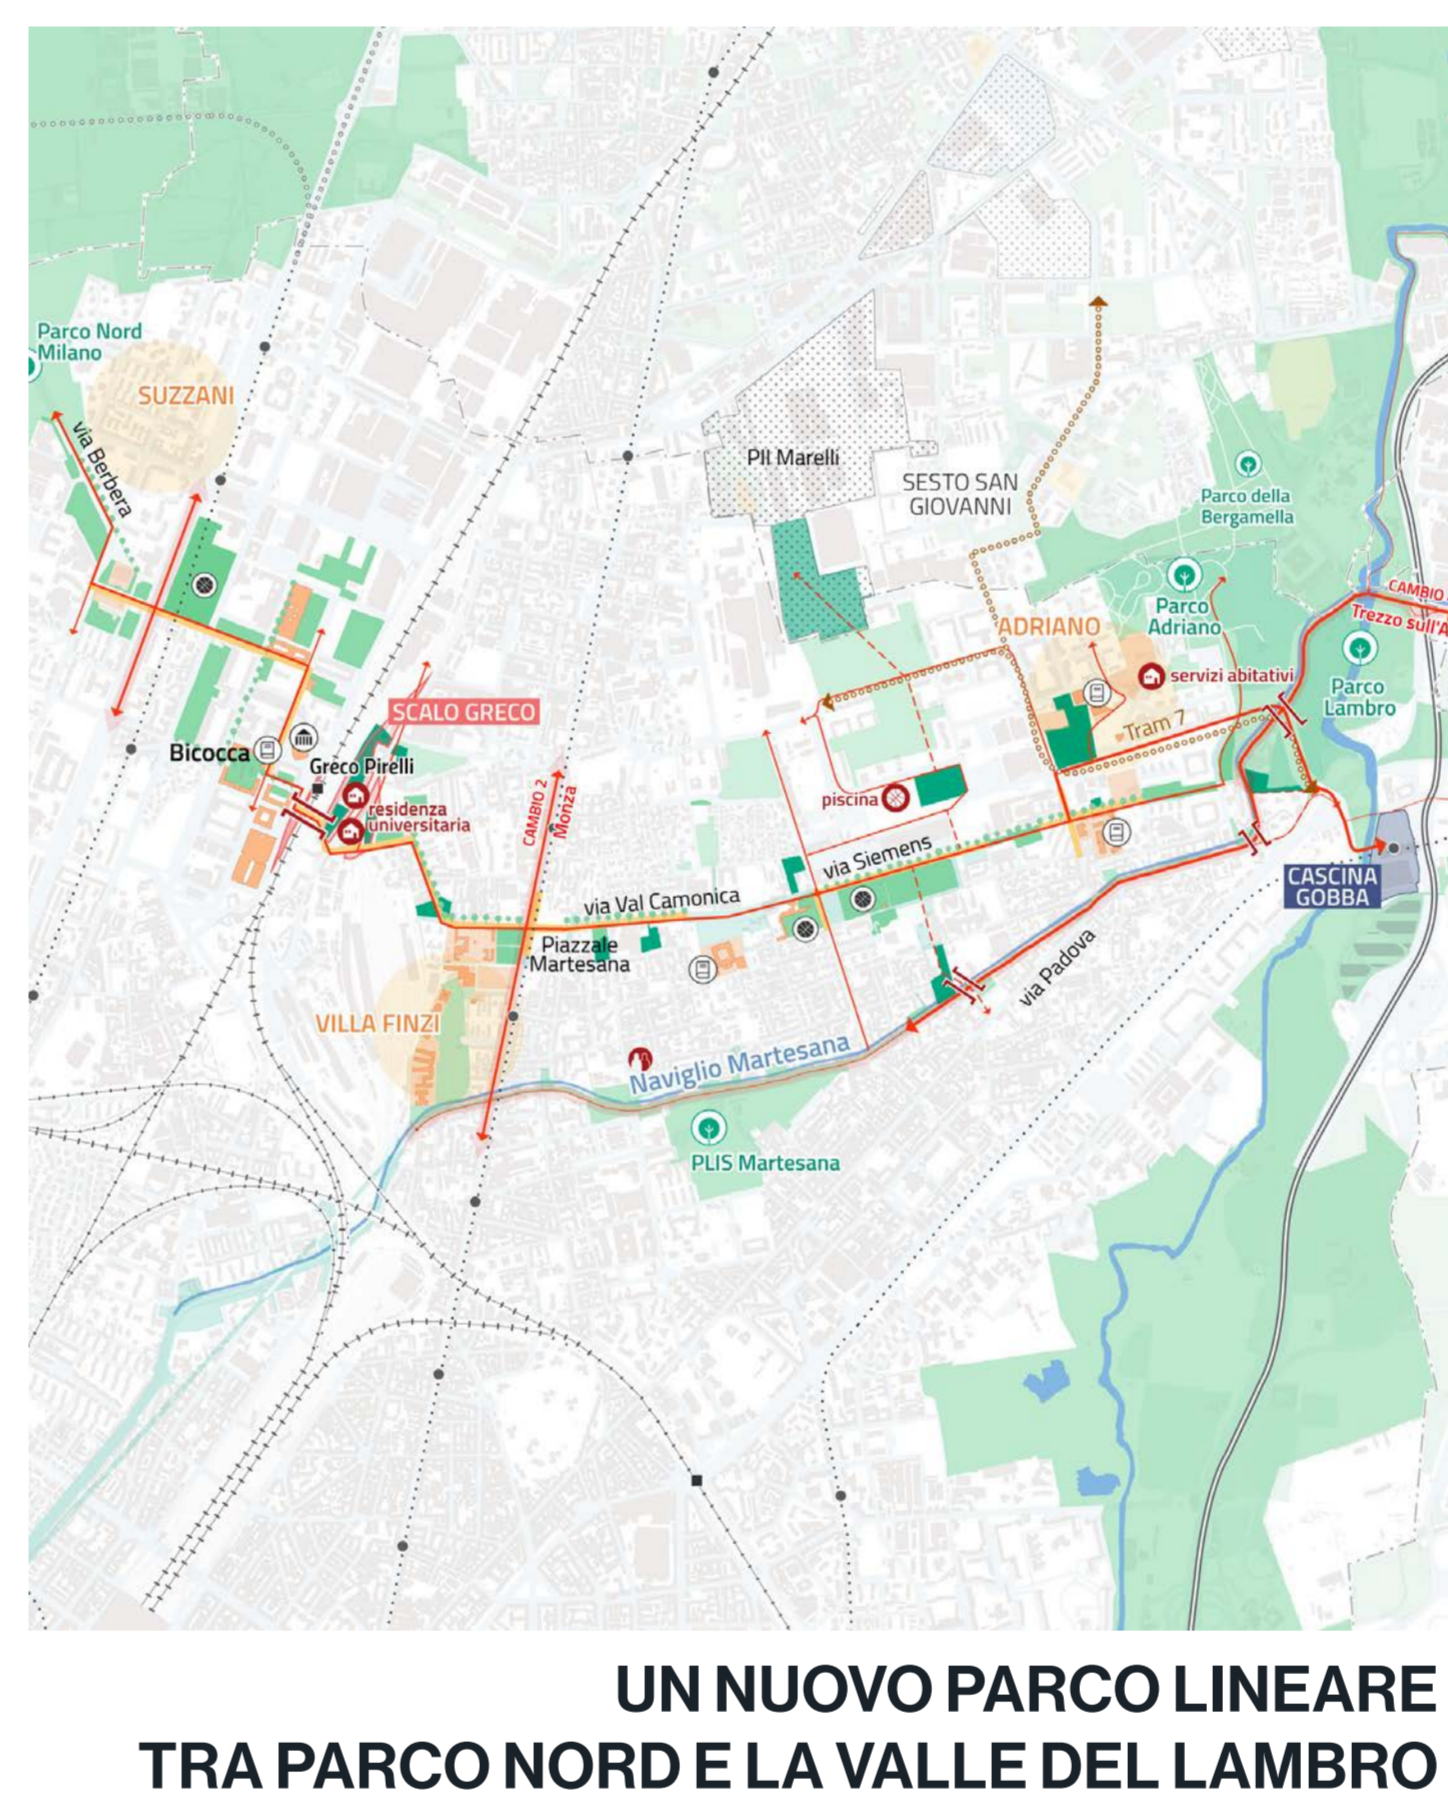 Parco Nord
Milano
SUZZANI
via Berbera
PII Marelli
SESTO SAN
GIOVANNI
Parco della
Bergamella
Parco
Adriano
CAMBIO
Trezzo sull'A
ADRIANO
servizi abitativi
Parco
Lambro
Tram 7
SCALO GRECO
Bicocca
Greco Pirelli
residenza
universitaria
CAMBIO 2
Monza
piscina
via Siemens
via Val Camonica
CASCINA
GOBBA
Piazzale
Martesana
via Padova
VILLA FINZI
Naviglio Martesana
PLIS Martesana
UN NUOVO PARCO LINEARE
TRA PARCO NORD E LA VALLE DEL LAMBRO